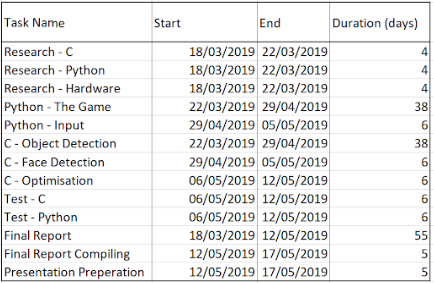 Task Name Start End Duration (days)
Research - C 18/03/2019 22/03/2019 4
Research - Python 18/03/2019 22/03/2019 4
Research - Hardware 18/03/2019 22/03/2019 4
Python - The Game 22/03/2019 29/04/2019 38
Python - Input 29/04/2019 05/05/2019 6
C - Object Detection 22/03/2019 29/04/2019 38
C - Face Detection 29/04/2019 05/05/2019 6
C - Optimisation 06/05/2019 12/05/2019 6
Test - C 06/05/2019 12/05/2019 6
Test - Python 06/05/2019 12/05/2019 6
Final Report 18/03/2019 12/05/2019 55
Final Report Compiling 12/05/2019 17/05/2019 5
Presentation Preperation 12/05/2019 17/05/2019 5